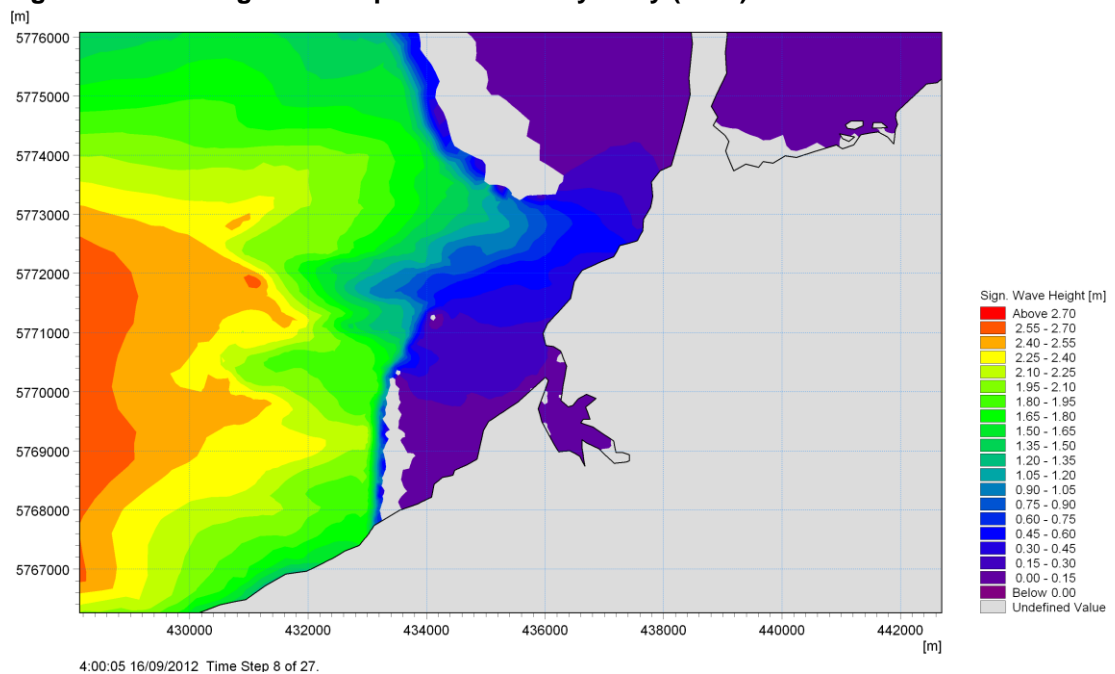 [m]
5776000
5775000
5774000
5773000
5772000
5771000
5770000
5769000
5768000
5767000
430000 432000 434000 436000 438000 440000 442000
[m]
Sign. Wave Height [m]
Above 2.70
2.55 - 2.70
2.40 - 2.55
2.25 - 2.40
2.10 - 2.25
1.95 - 2.10
1.80 - 1.95
1.65 - 1.80
1.50 - 1.65
1.35 - 1.50
1.20 - 1.35
1.05 - 1.20
0.90 - 1.05
0.75 - 0.90
0.60 - 0.75
0.45 - 0.60
0.30 - 0.45
0.15 - 0.30
0.00 - 0.15
Below 0.00
Undefined Value
4:00:05 16/09/2012 Time Step 8 of 27.